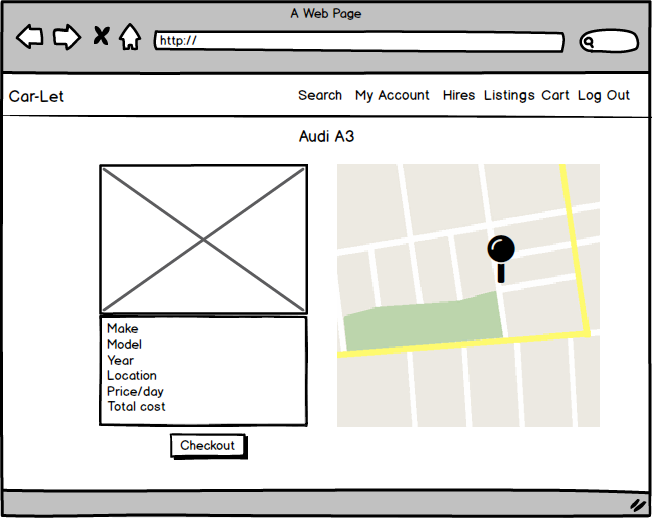 A Web Page
http://
Car-Let
Search My Account Hires Listings Cart Log Out
Audi A3
Make
Model
Year
Location
Price/day
Total cost
Checkout